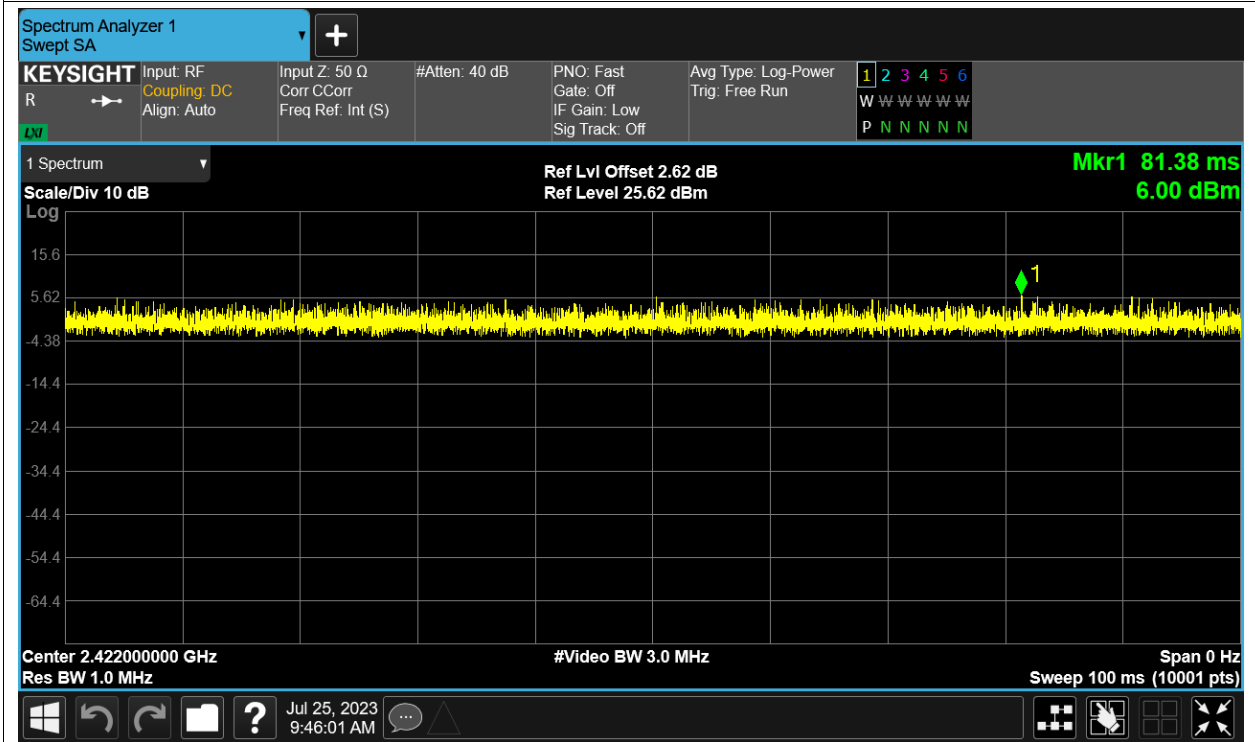 Spectrum Analyzer 1
Swept SA
▼
+
KEYSIGHT
R
LXI
Input: RF
Coupling: DC
Align: Auto
Input Z: 50 Ω
Corr CCorr
Freq Ref: Int (S)
#Atten: 40 dB
PNO: Fast
Gate: Off
IF Gain: Low
Sig Track: Off
Avg Type: Log-Power
Trig: Free Run
1 2 3 4 5 6
W W W W W W
P N N N N N
1 Spectrum ▼
Scale/Div 10 dB
Log
Ref Lvl Offset 2.62 dB
Ref Level 25.62 dBm
Mkr1 81.38 ms
6.00 dBm
15.6
1
5.62
-4.38
-14.4
-24.4
-34.4
-44.4
-54.4
-64.4
Center 2.422000000 GHz
Res BW 1.0 MHz
#Video BW 3.0 MHz
Span 0 Hz
Sweep 100 ms (10001 pts)
?
Jul 25, 2023
9:46:01 AM